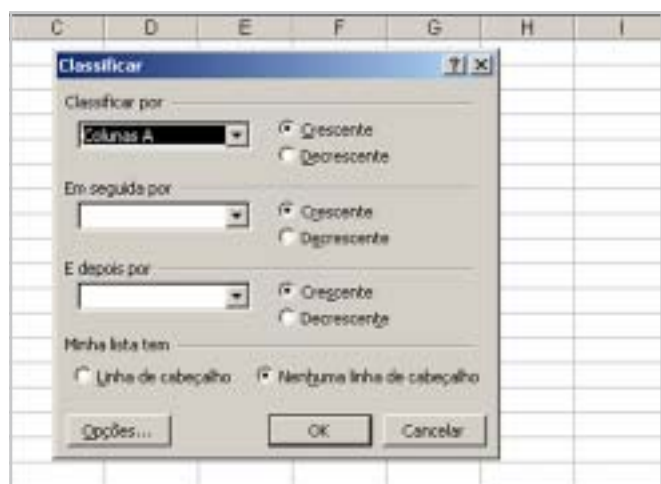 C D E F G H I
Classificar
Classificar por
Colunas A
Crescente
Decrescente
Em seguida por
Crescente
Decrescente
E depois por
Crescente
Decrescente
Minha lista tem
Linha de cabeçalho Nenhuma linha de cabeçalho
Opções... OK Cancelar